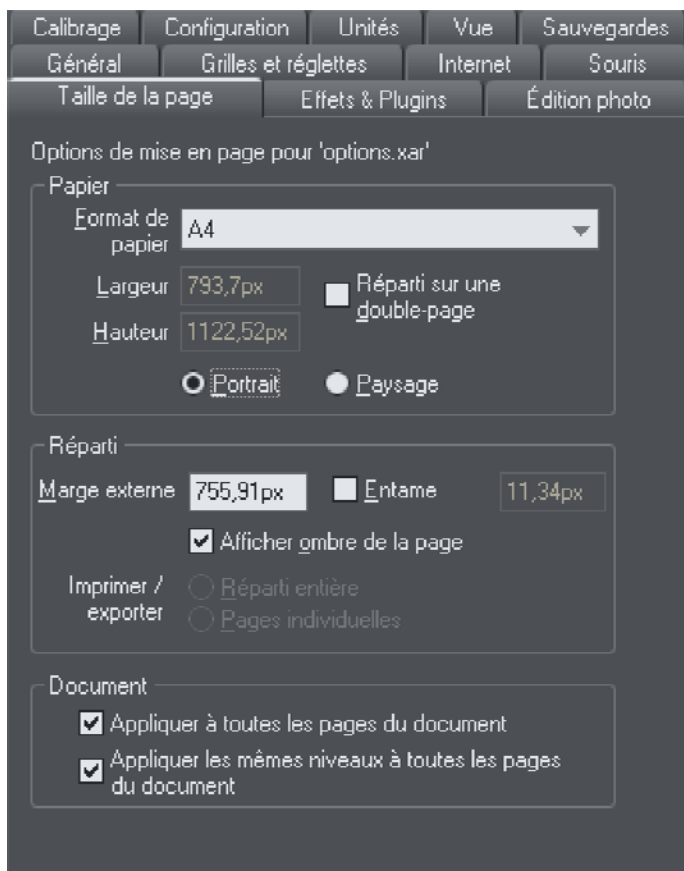 Calibrage Configuration Unités Vue Sauvegardes
Général Grilles et réglettes Internet Souris
Taille de la page Effets & Plugins Édition photo
Options de mise en page pour 'options.xar'
Papier
Format de papier A4
Largeur 793,7px Réparti sur une double-page
Hauteur 1122,52px
Portrait Paysage
Réparti
Marge externe 755,91px Entame 11,34px
Afficher ombre de la page
Imprimer / exporter Réparti entière
Pages individuelles
Document
Appliquer à toutes les pages du document
Appliquer les mêmes niveaux à toutes les pages
du document